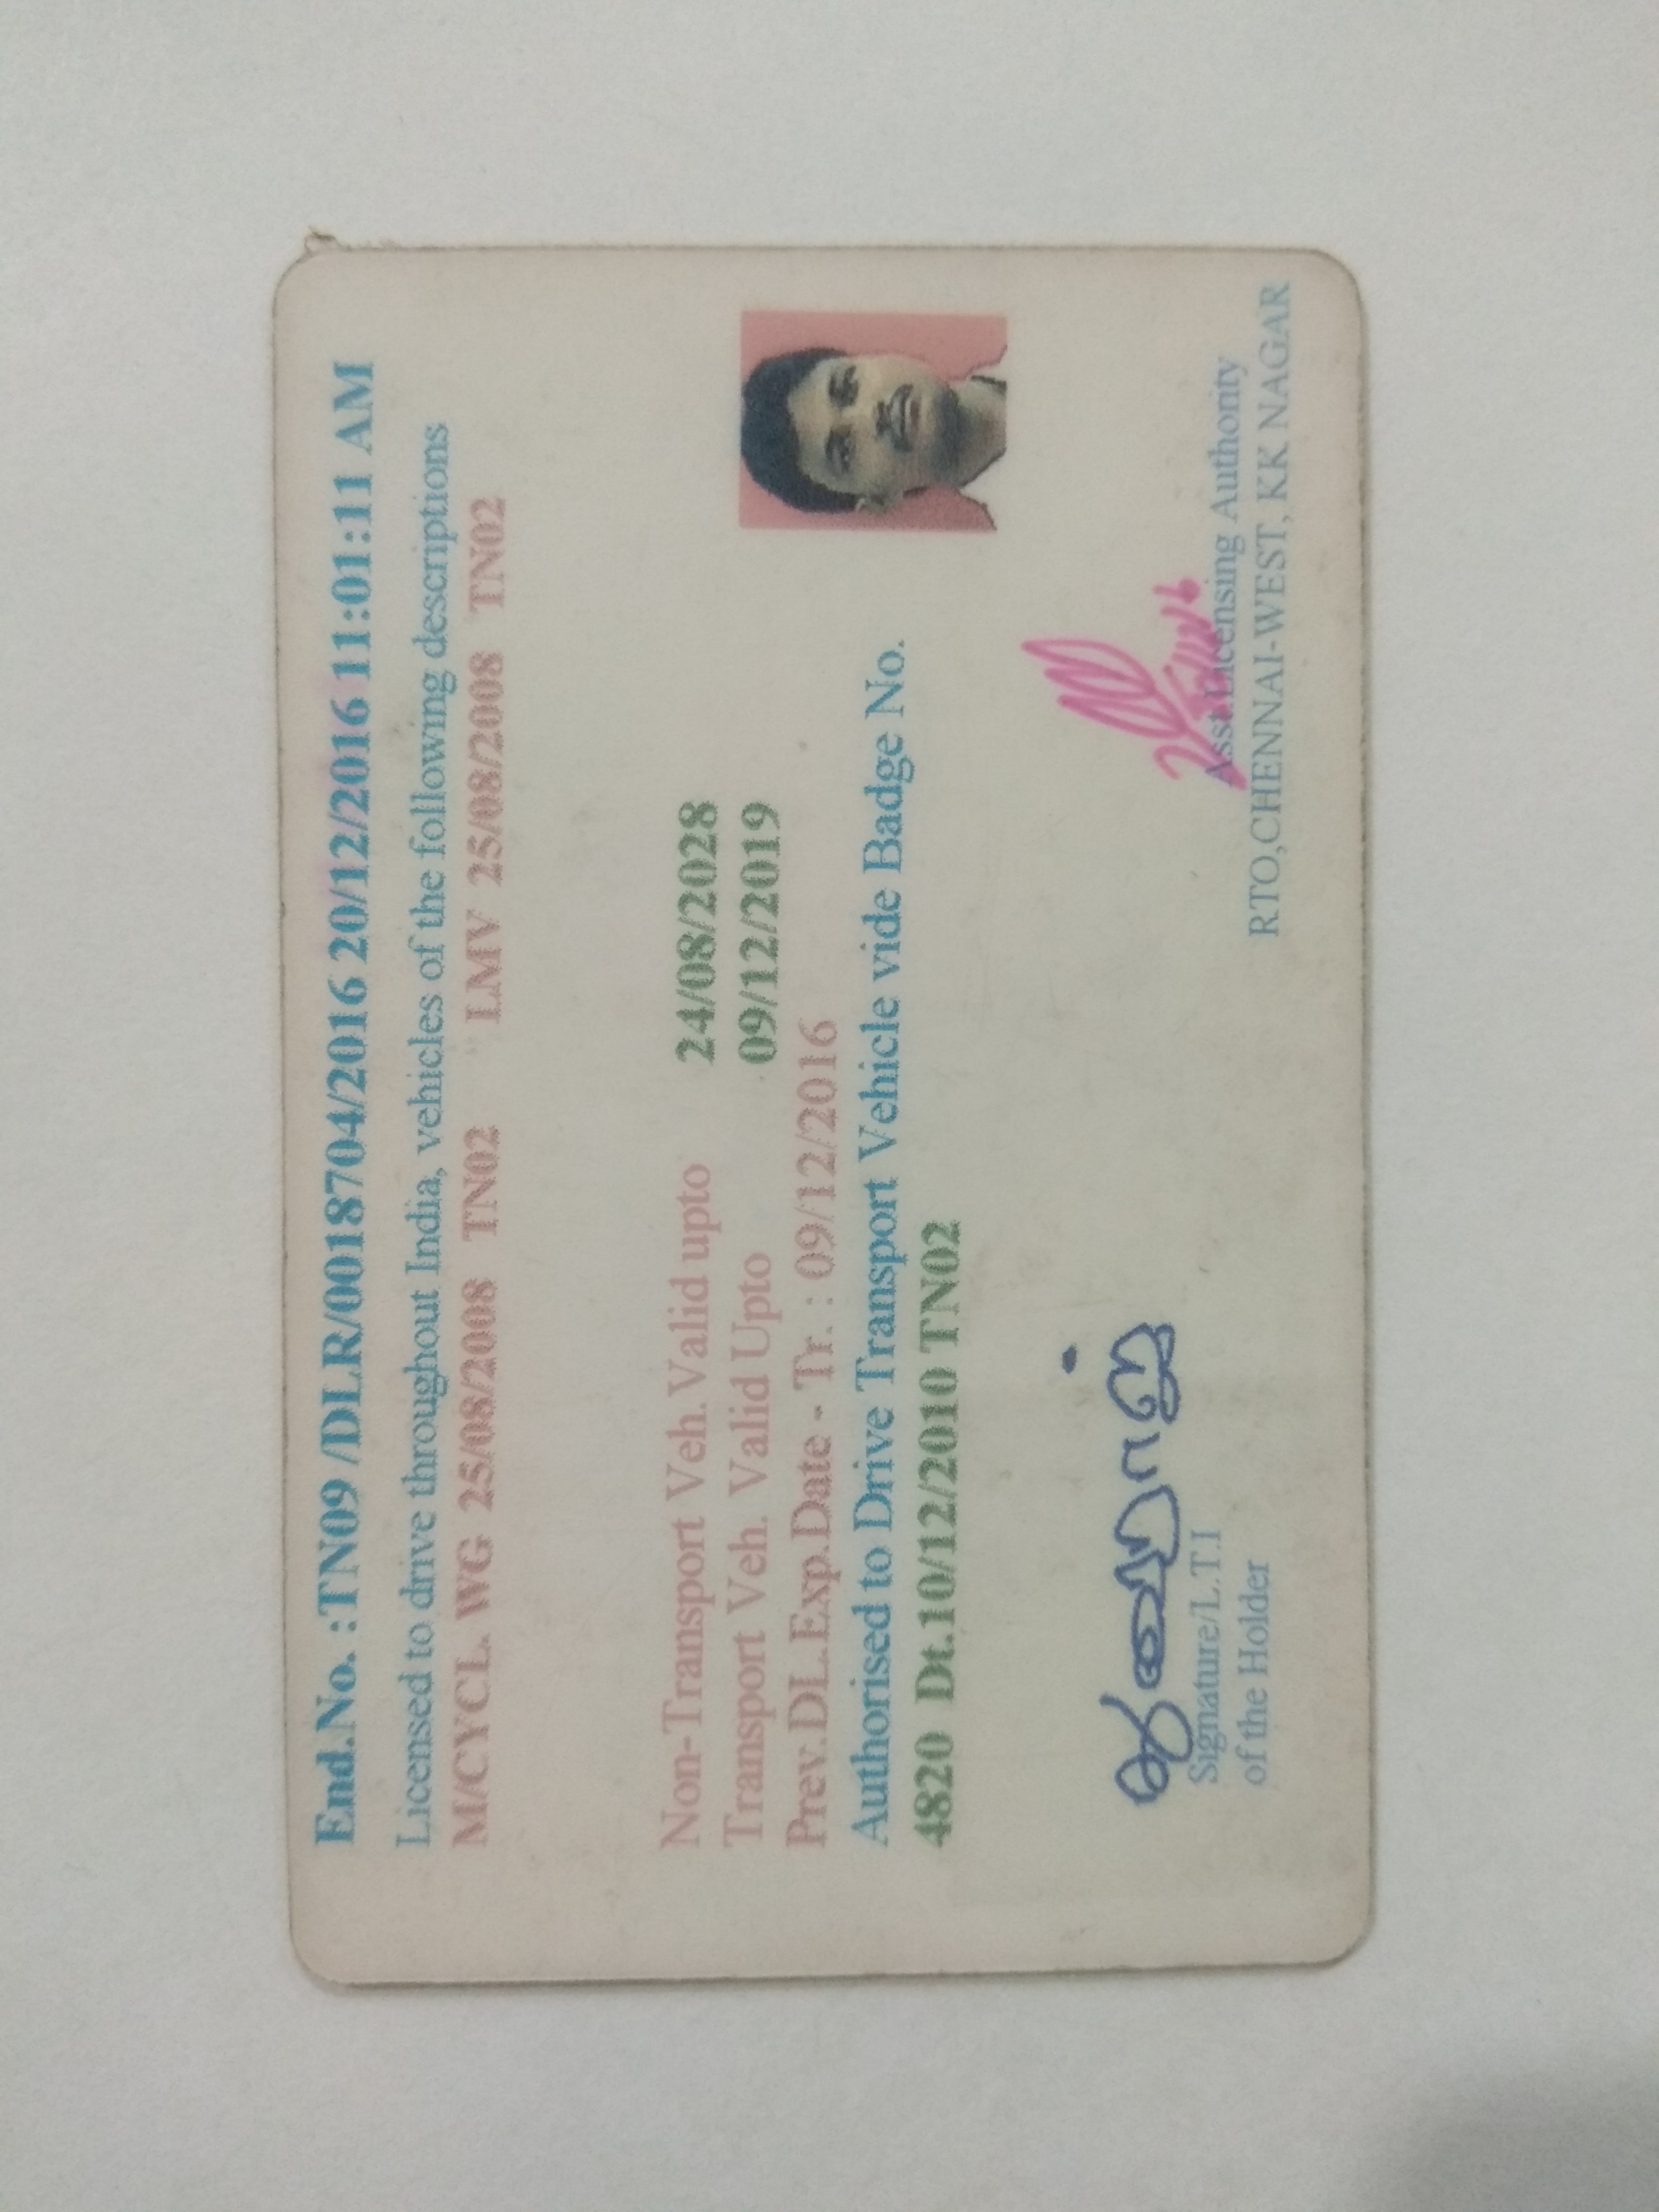 End.No. :TN09 /DLR/0018704/2016 20/12/2016 11:01:11 AM
Licensed to drive throughout India, vehicles of the following descriptions
M/CYCL. WG 25/08/2008 TN02 LMV 25/08/2008 TN02
Non-Transport Veh. Valid upto 24/08/2028
Transport Veh. Valid Upto 09/12/2019
Prev.DL.Exp.Date - Tr. : 09/12/2016
Authorised to Drive Transport Vehicle vide Badge No.
4820 Dt.10/12/2010 TN02
Signature/L.T.I
of the Holder
Asst.Licensing Authority
RTO,CHENNAI-WEST, KK NAGAR